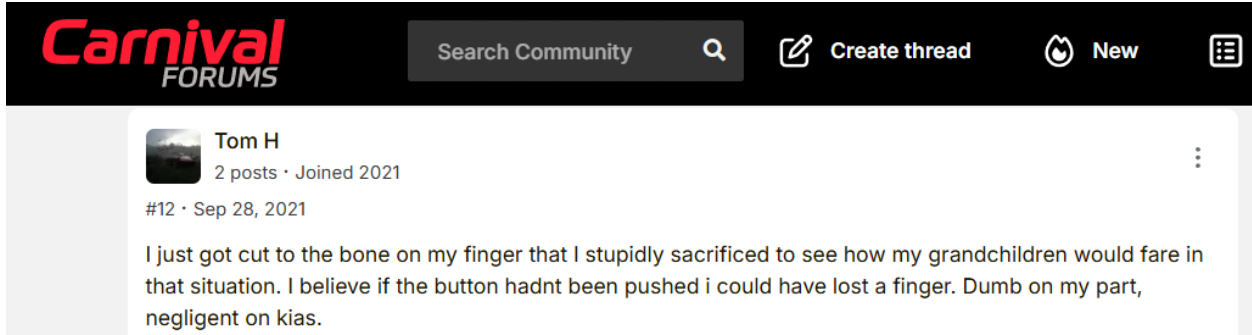 Carnival
FORUMS
Search Community
Create thread
New
Tom H
2 posts · Joined 2021
#12 · Sep 28, 2021
I just got cut to the bone on my finger that I stupidly sacrificed to see how my grandchildren would fare in
that situation. I believe if the button hadnt been pushed i could have lost a finger. Dumb on my part,
negligent on kias.